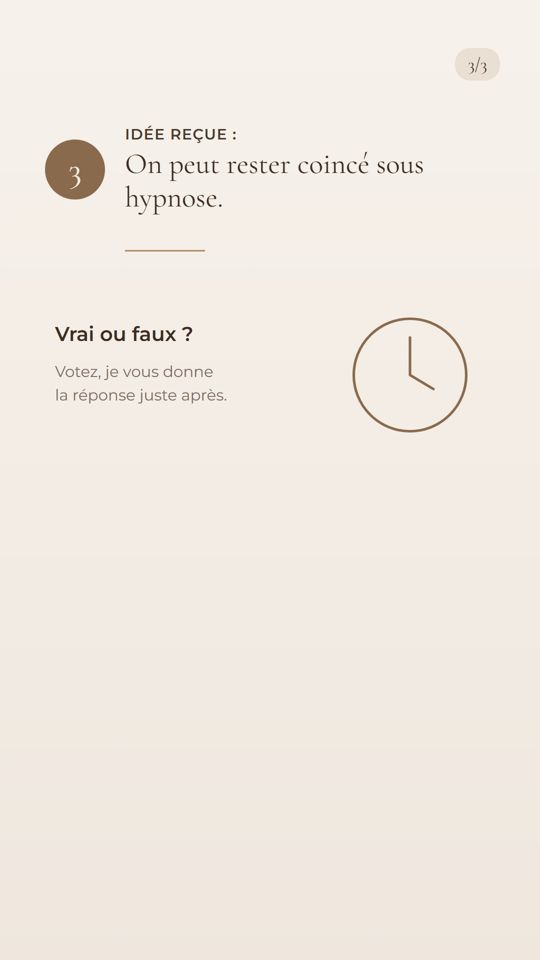 3/3
IDÉE REÇUE :
3
On peut rester coincé sous
hypnose.
Vrai ou faux ?
Votez, je vous donne
la réponse juste après.